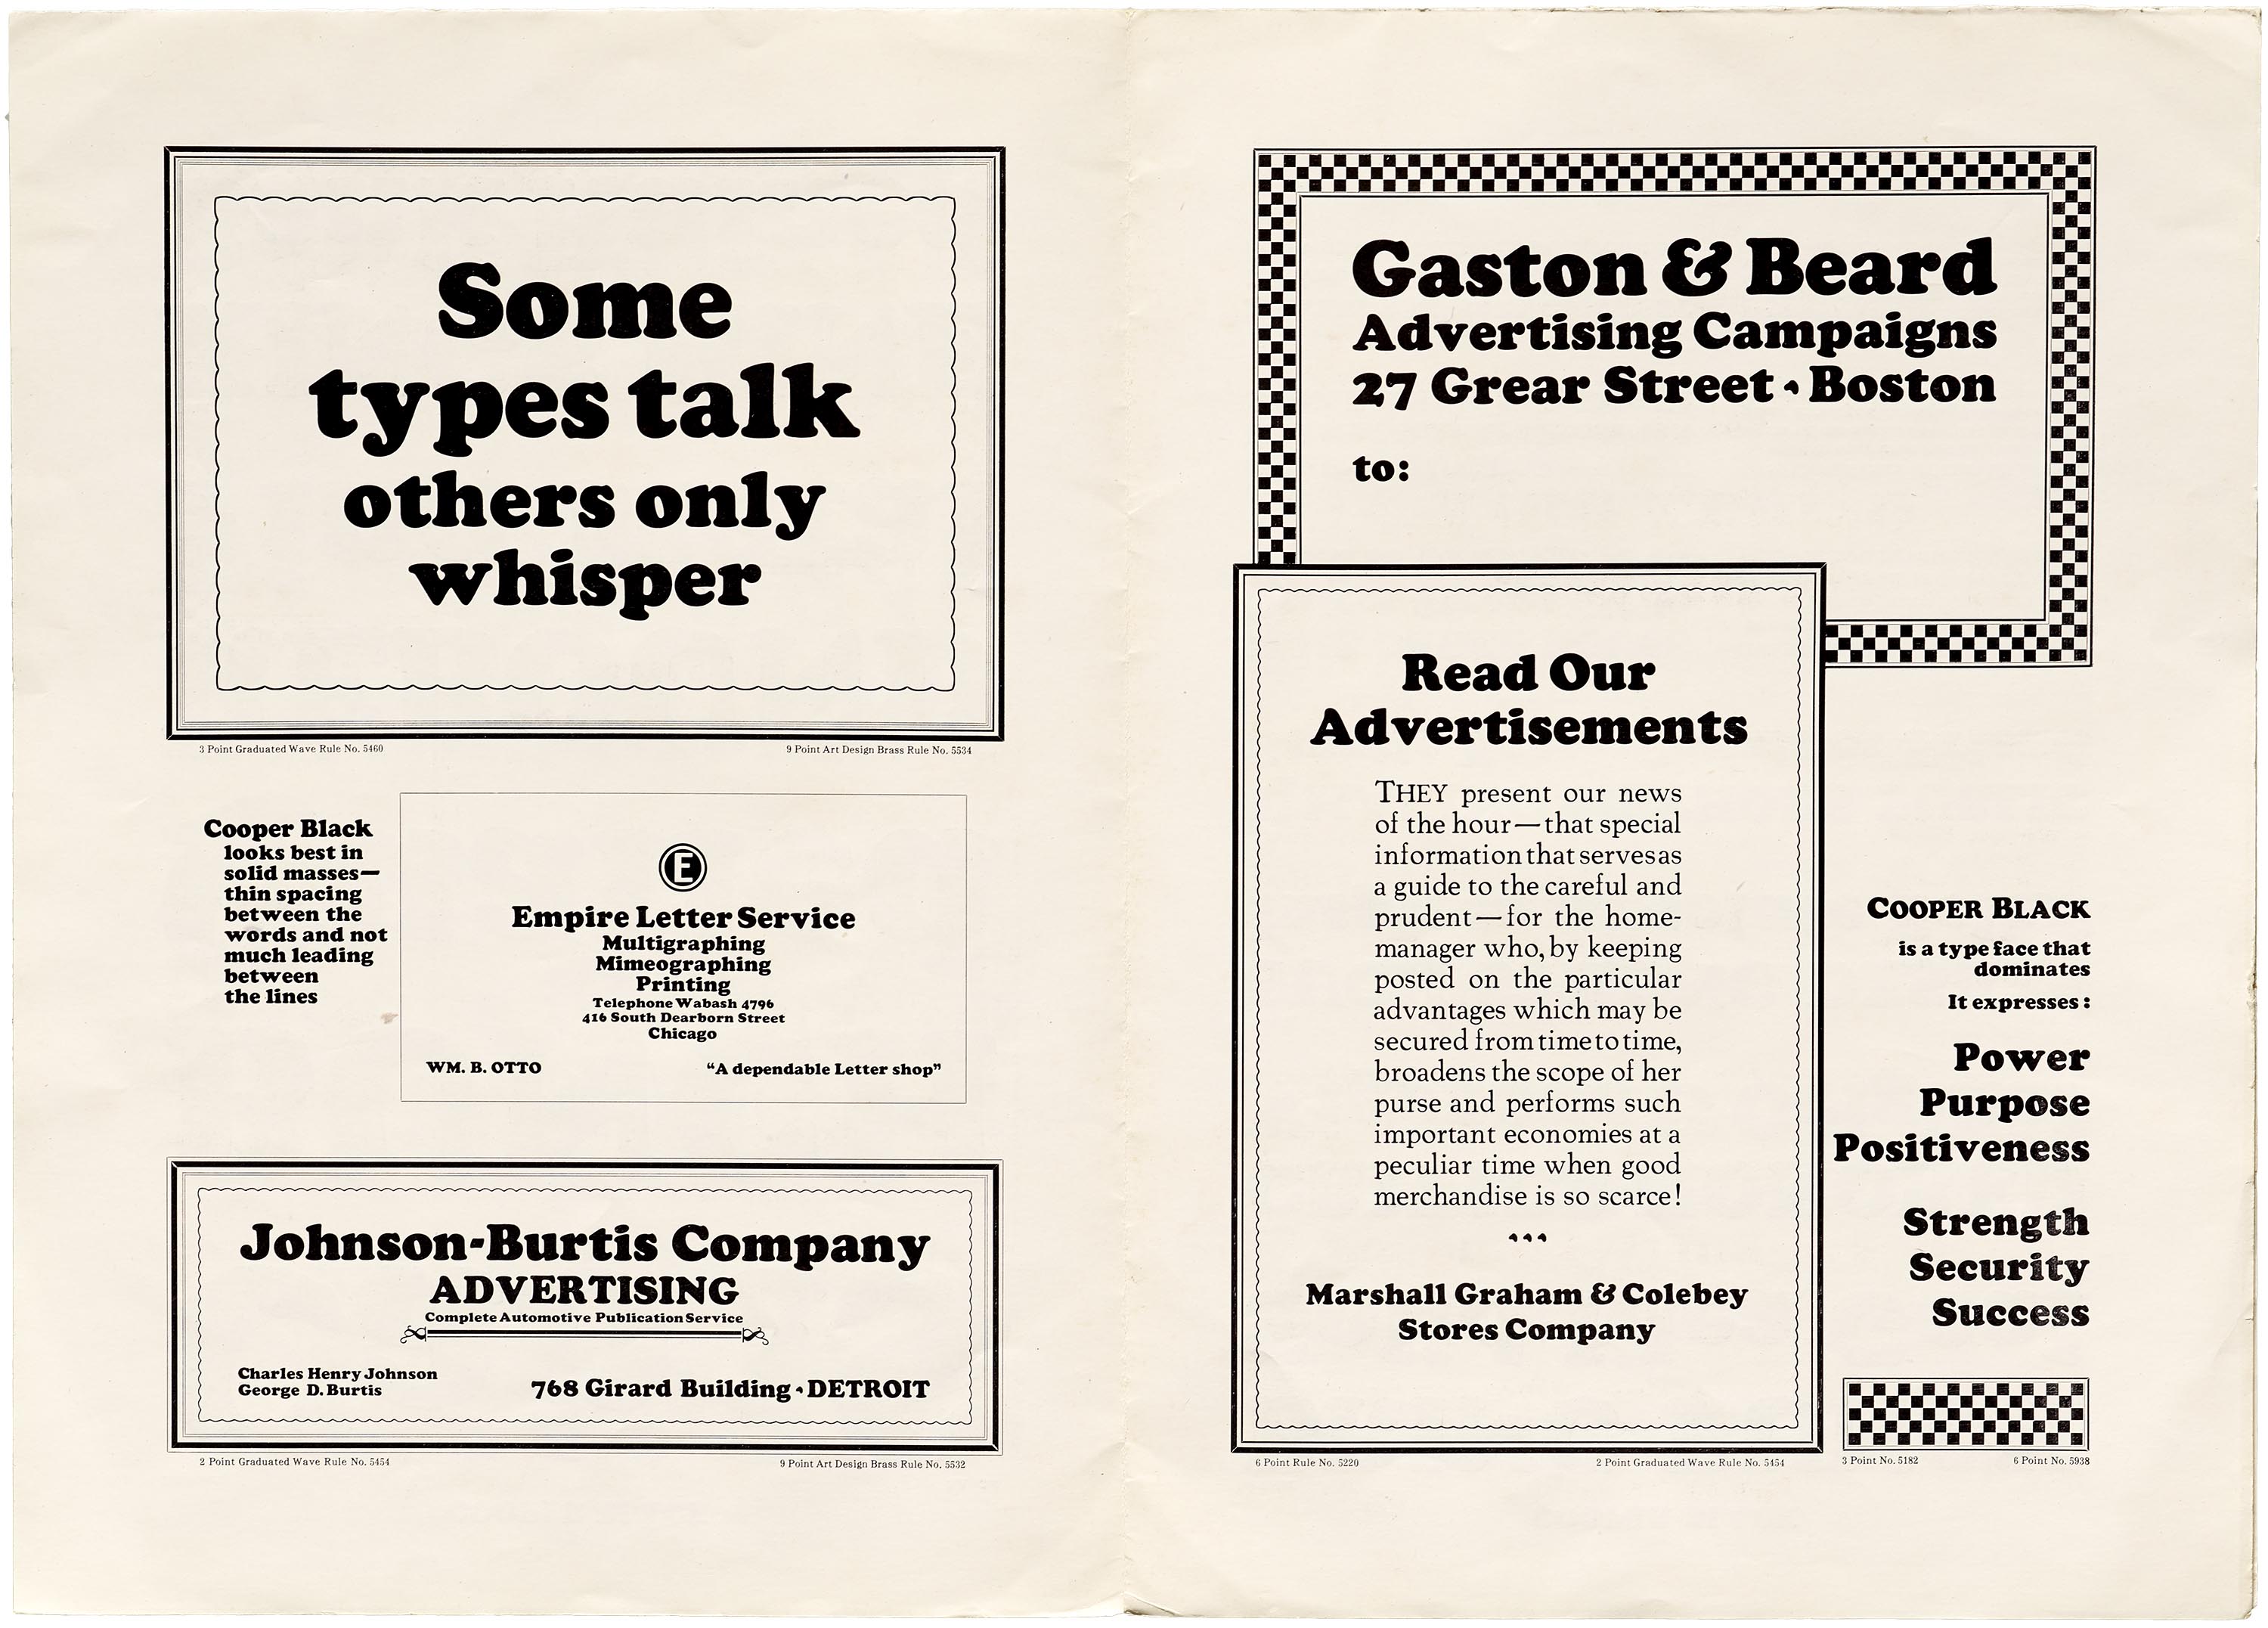 Some
types talk
others only
whisper
3 Point Graduated Wave Rule No. 5460
9 Point Art Design Brass Rule No. 5534
Cooper Black
looks best in
solid masses—
thin spacing
between the
words and not
much leading
between
the lines
E
Empire Letter Service
Multigraphing
Mimeographing
Printing
Telephone Wabash 4796
416 South Dearborn Street
Chicago
WM. B. OTTO
“A dependable Letter shop”
Johnson-Burtis Company
ADVERTISING
Complete Automotive Publication Service
Charles Henry Johnson
George D. Burtis
768 Girard Building • DETROIT
2 Point Graduated Wave Rule No. 5454
9 Point Art Design Brass Rule No. 5532
Gaston & Beard
Advertising Campaigns
27 Grear Street • Boston
to:
Read Our
Advertisements
THEY present our news
of the hour—that special
information that serves as
a guide to the careful and
prudent—for the home-
manager who, by keeping
posted on the particular
advantages which may be
secured from time to time,
broadens the scope of her
purse and performs such
important economies at a
peculiar time when good
merchandise is so scarce!
Marshall Graham & Colebey
Stores Company
6 Point Rule No. 5220
2 Point Graduated Wave Rule No. 5454
COOPER BLACK
is a type face that
dominates
It expresses:
Power
Purpose
Positiveness
Strength
Security
Success
3 Point No. 5182
6 Point No. 5938